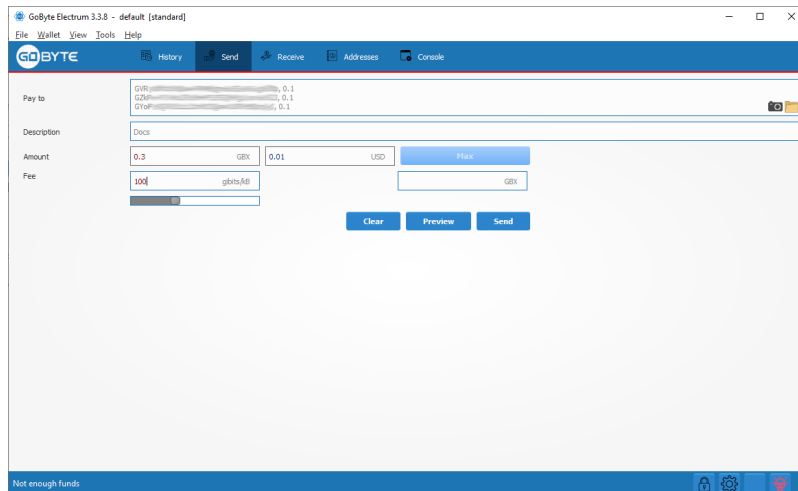 GoByte Electrum 3.3.8 - default [standard]
File Wallet View Tools Help
GOBYTE History Send Receive Addresses Console
Pay to
GVR , 0.1
GZkF , 0.1
GYoP , 0.1
Description Docs
Amount 0.3 GBX 0.01 USD Max
Fee 100 gibits/kB GBX
Clear Preview Send
Not enough funds